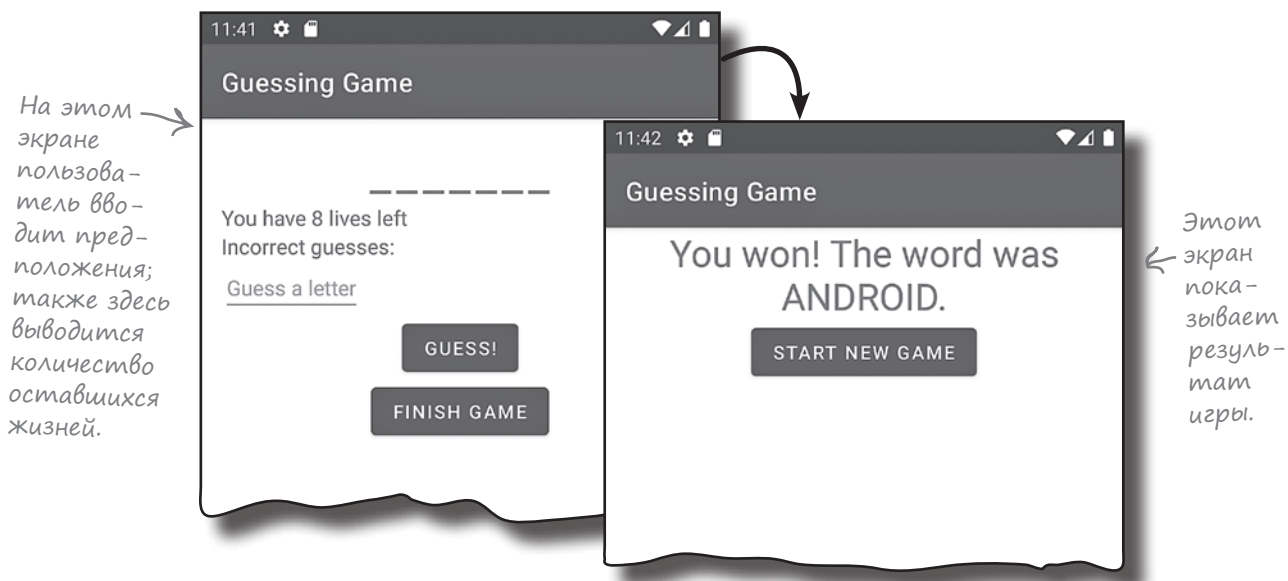 На этом
экране
пользова-
тель вво-
дит пред-
положения;
также здесь
выводится
количество
оставшихся
жизней.
11:41
Guessing Game
_ _ _ _ _ _ _
You have 8 lives left
Incorrect guesses:
Guess a letter
GUESS!
FINISH GAME
11:42
Guessing Game
You won! The word was
ANDROID.
START NEW GAME
Этот
экран
пока-
зывает
резуль-
тат
игры.